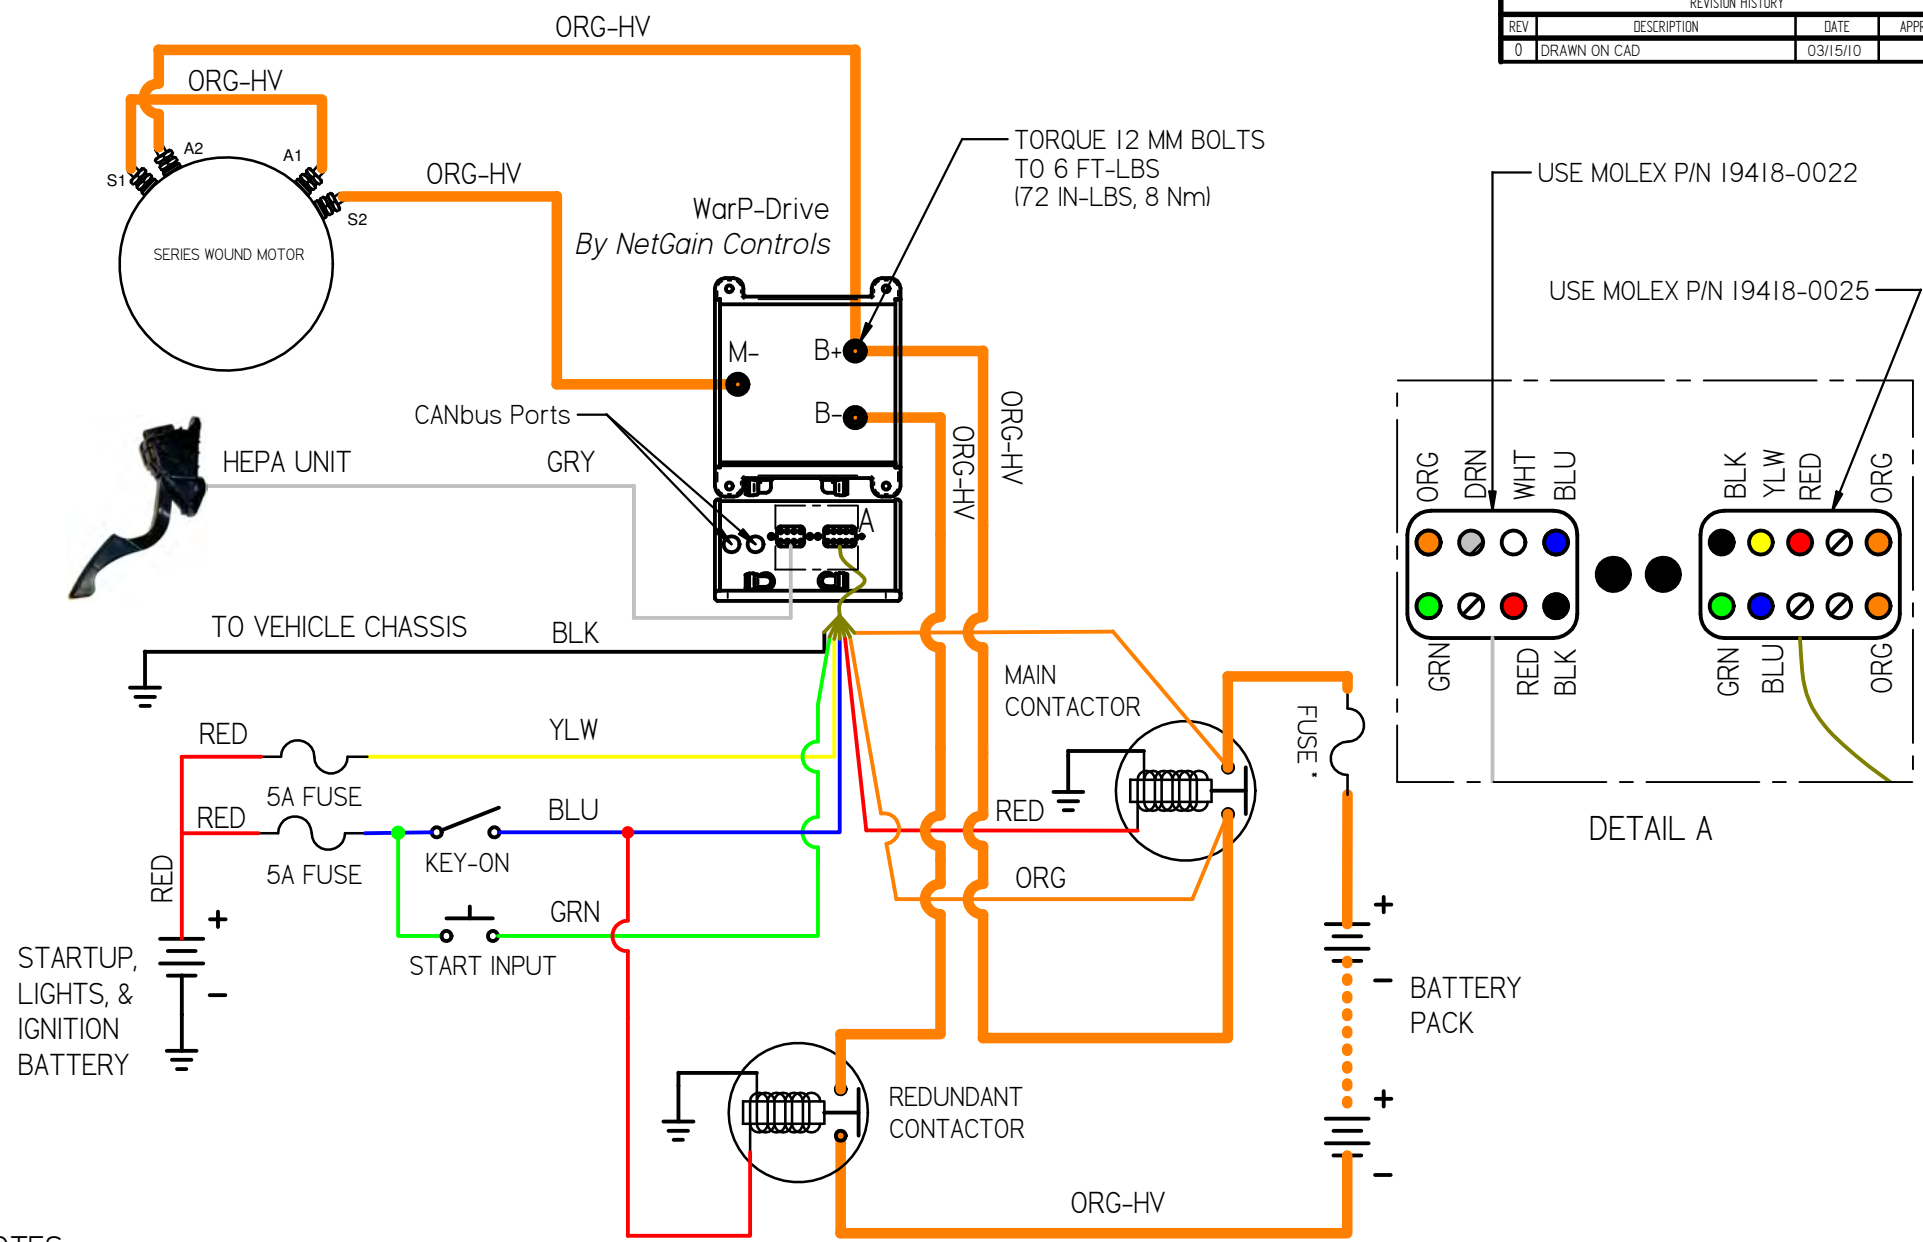 REVISION HISTORY
REV DESCRIPTION DATE
0 DRAWN ON CAD 03/15/10
ORG-HV
ORG-HV
A2
A1
S1
S2
ORG-HV
SERIES WOUND MOTOR
WarP-Drive
By NetGain Controls
TORQUE 12 MM BOLTS
TO 6 FT-LBS
(72 IN-LBS, 8 Nm)
USE MOLEX P/N 19418-0022
USE MOLEX P/N 19418-0025
M-
B+
B-
CANbus Ports
HEPA UNIT
GRY
A
ORG-HV
ORG-HV
ORG DRN WHT BLU
BLK YLW RED ORG
GRN RED BLK
GRN BLU ORG
DETAIL A
TO VEHICLE CHASSIS
BLK
MAIN
CONTACTOR
FUSE *
RED
YLW
5A FUSE
RED
BLU
KEY-ON
5A FUSE
RED
RED
ORG
GRN
START INPUT
+
-
STARTUP,
LIGHTS, &
IGNITION
BATTERY
+
-
BATTERY
PACK
+
-
REDUNDANT
CONTACTOR
ORG-HV